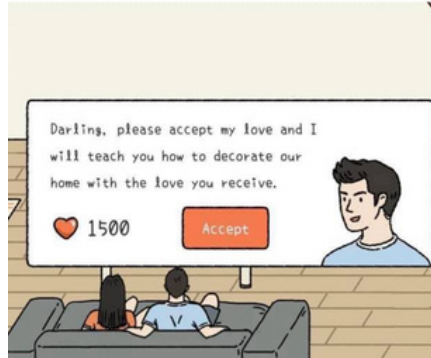 Darling, please accept my love and I
will teach you how to decorate our
home with the love you receive.
1500
Accept